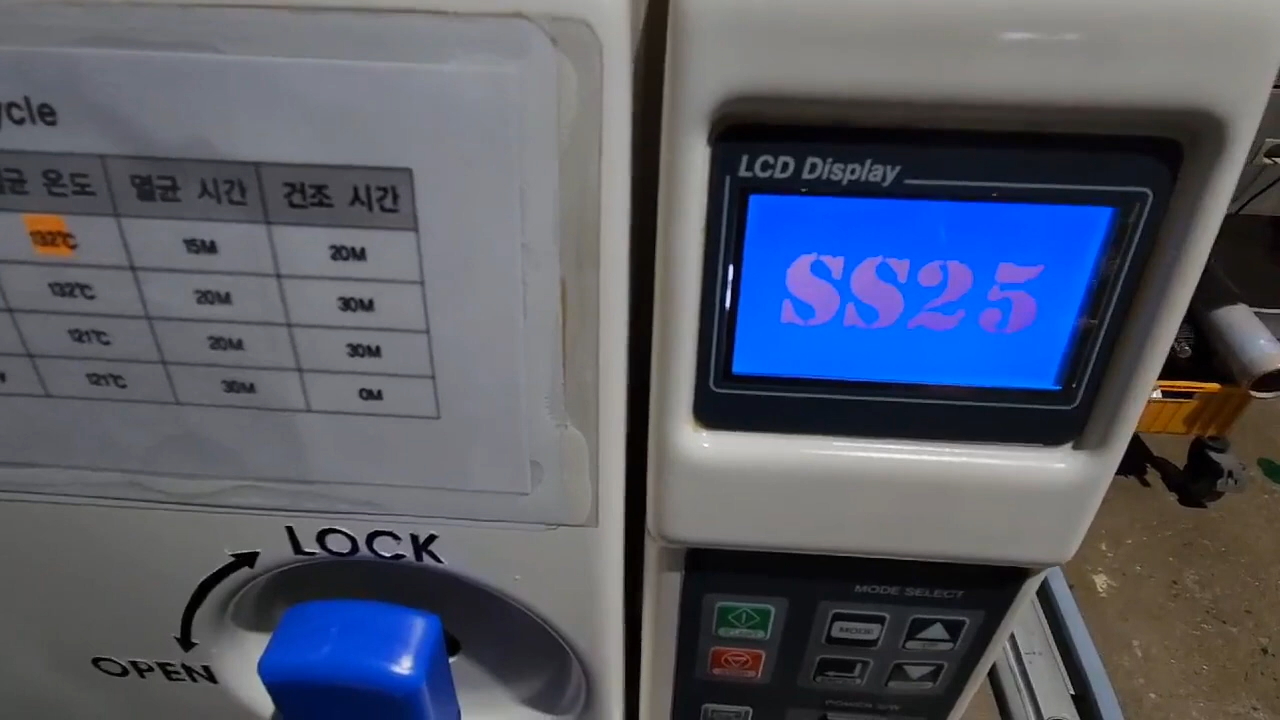 ycle
균 온도 멸균 시간 건조 시간
132℃ 15M 20M
132℃ 20M 30M
121℃ 20M 30M
121℃ 30M 0M
LCD Display
SS25
LOCK
OPEN
MODE SELECT
MODE